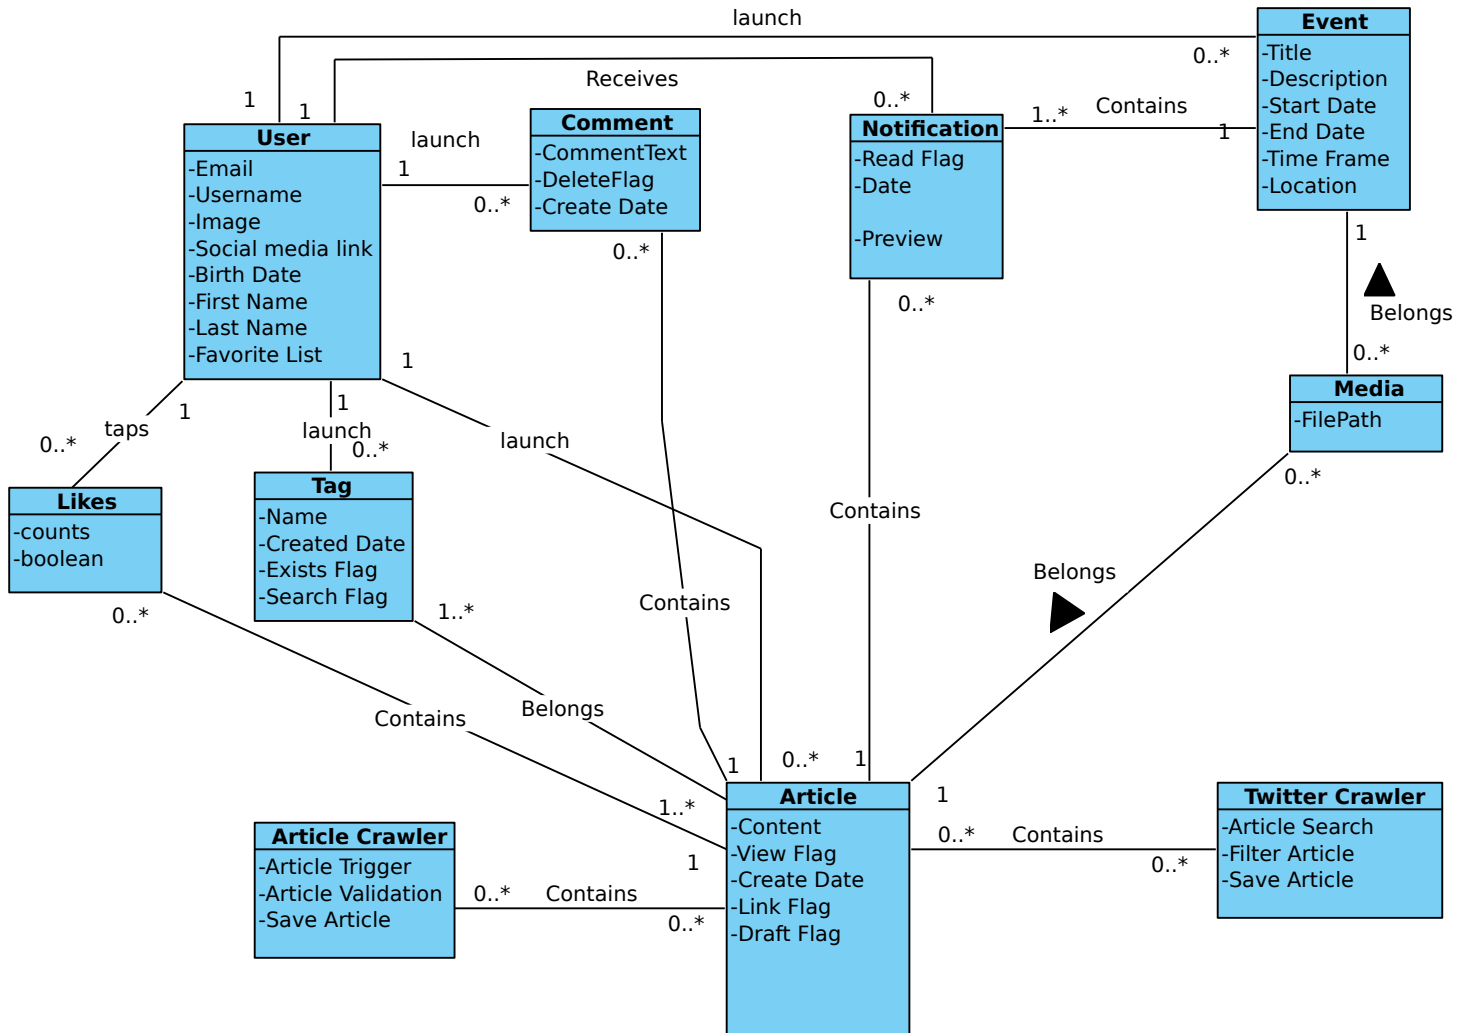 launch
Event
-Title
-Description
-Start Date
-End Date
-Time Frame
-Location
0..*
1
Receives
1
0..*
1..*
Contains
1
User
-Email
-Username
-Image
-Social media link
-Birth Date
-First Name
-Last Name
-Favorite List
launch
1
0..*
Comment
-CommentText
-DeleteFlag
-Create Date
0..*
Notification
-Read Flag
-Date
-Preview
0..*
1
Belongs
0..*
Media
-FilePath
0..*
1
taps
0..*
1
launch
0..*
1
launch
Likes
-counts
-boolean
0..*
Tag
-Name
-Created Date
-Exists Flag
-Search Flag
1..*
Contains
Belongs
Contains
Contains
Belongs
1
0..*
1
1
1..*
1
Article
-Content
-View Flag
-Create Date
-Link Flag
-Draft Flag
Article Crawler
-Article Trigger
-Article Validation
-Save Article
0..*
Contains
0..*
0..*
Contains
0..*
Twitter Crawler
-Article Search
-Filter Article
-Save Article